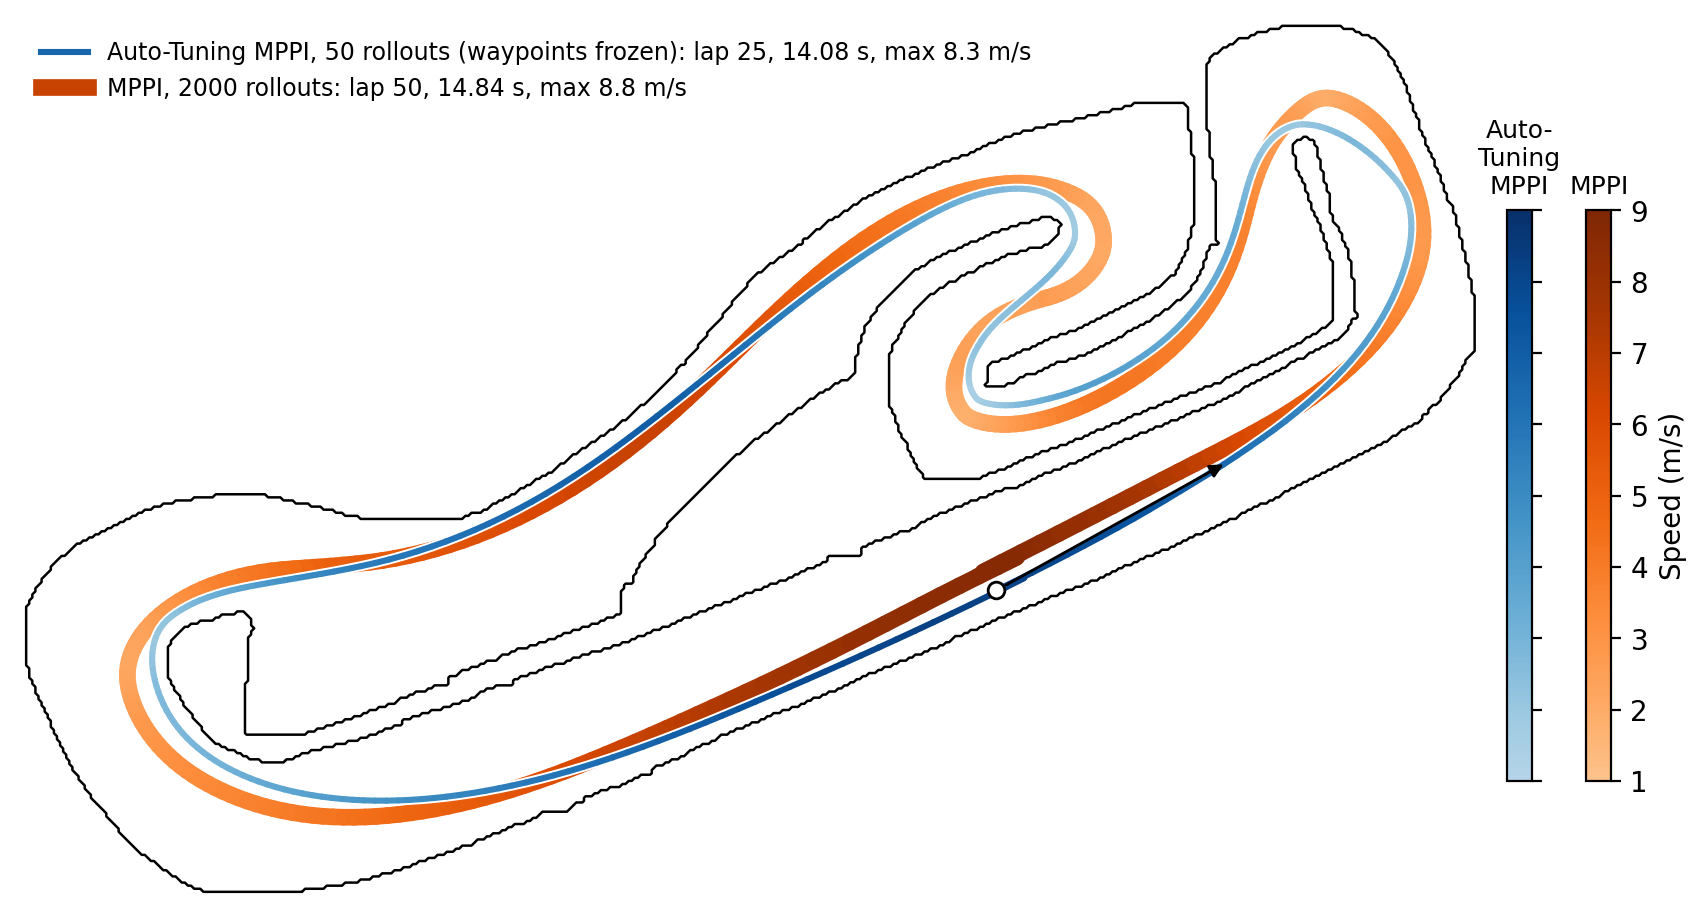 Auto-Tuning MPPI, 50 rollouts (waypoints frozen): lap 25, 14.08 s, max 8.3 m/s
MPPI, 2000 rollouts: lap 50, 14.84 s, max 8.8 m/s
Auto-
Tuning
MPPI
MPPI
9
8
7
6
5
4
3
2
1
Speed (m/s)